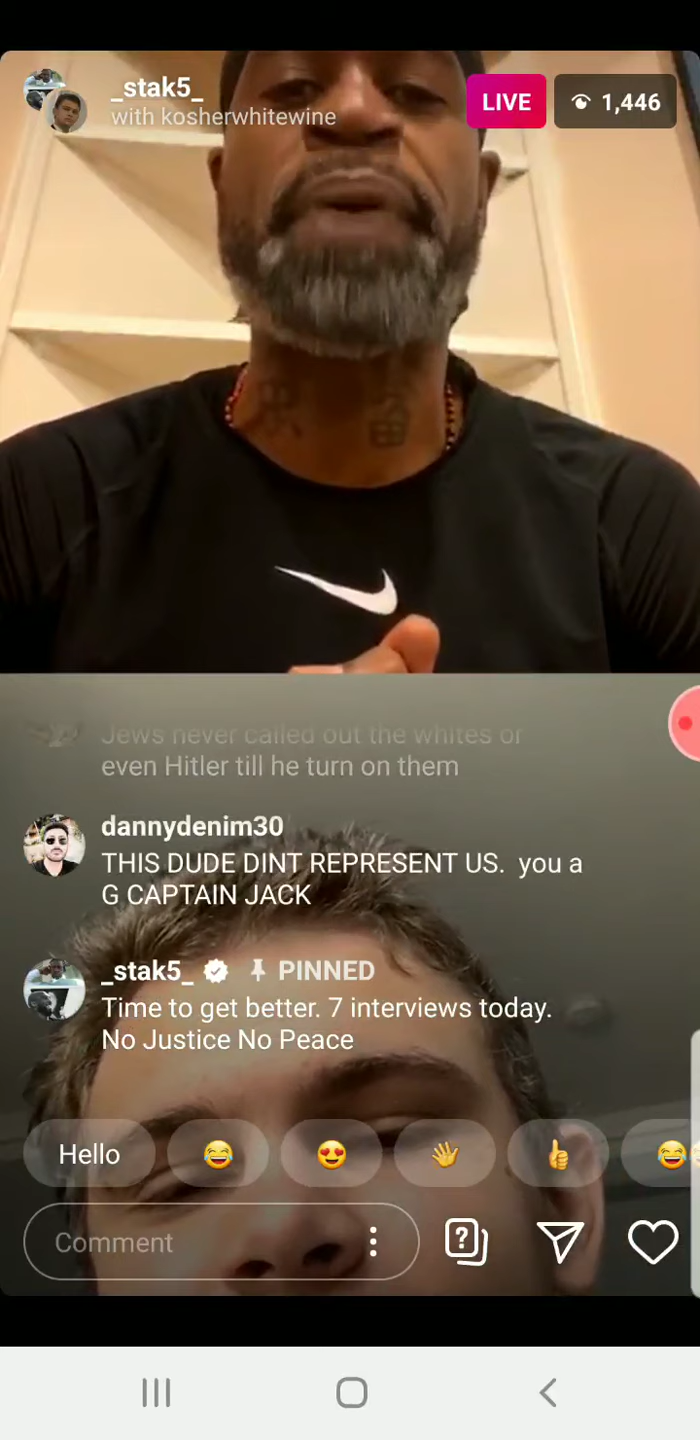 _stak5_
with kosherwhitewine
LIVE
1,446
Jews never called out the whites or
even Hitler till he turn on them
dannydenim30
THIS DUDE DINT REPRESENT US. you a
G CAPTAIN JACK
_stak5_ PINNED
Time to get better. 7 interviews today.
No Justice No Peace
Hello
Comment